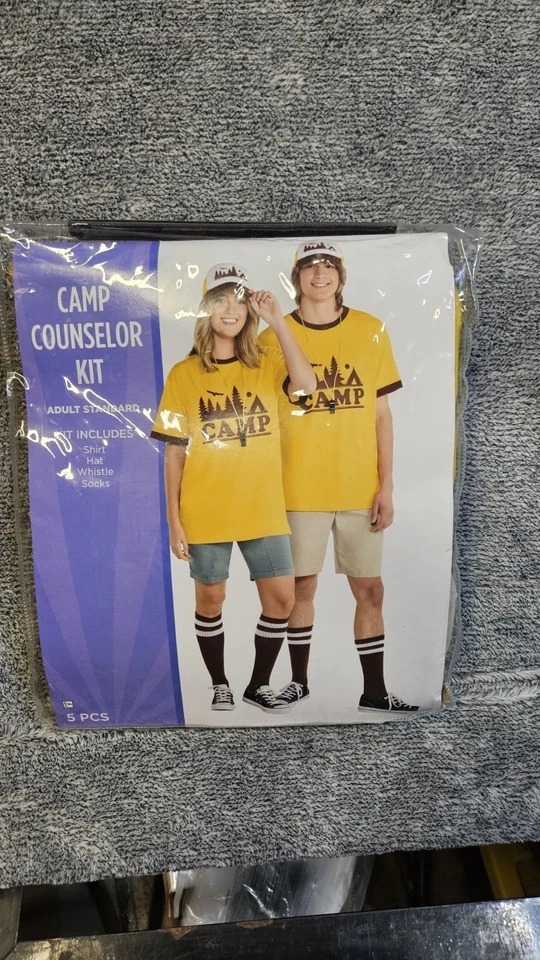 CAMP
COUNSELOR
KIT
ADULT STANDARD
KIT INCLUDES
Shirt
Hat
Whistle
Socks
5 PCS
CAMP
CAMP